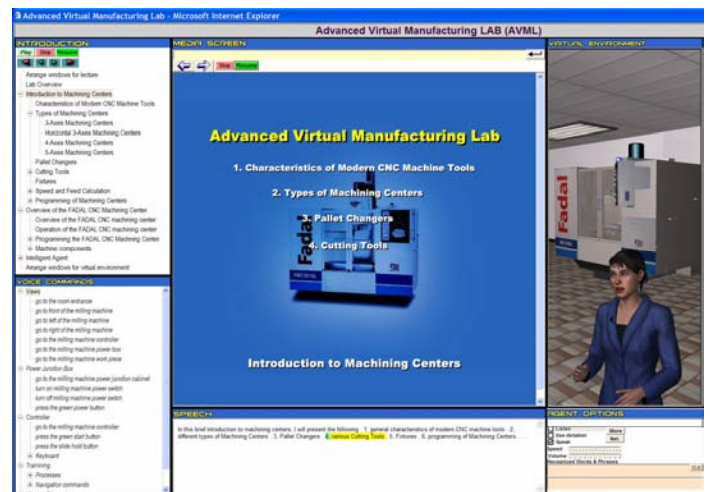 Advanced Virtual Manufacturing Lab - Microsoft Internet Explorer
Advanced Virtual Manufacturing LAB (AVML)
INTRODUCTION
Play Stop Resume
Arrange windows for lecture
Lab Overview
Introduction to Machining Centers
Characteristics of Modern CNC Machine Tools
Types of Machining Centers
3-Axes Machining Centers
Horizontal 3-Axes Machining Centers
4-Axes Machining Centers
5-Axes Machining Centers
Pallet Changers
Cutting Tools
Fixtures
Speed and Feed Calculation
Programming of Machining Centers
Overview of the FADAL CNC Machining Center
Overview of the FADAL CNC machining center
Operation of the FADAL CNC machining center
Programming the FADAL CNC Machining Center
Machine components
Intelligent Agent
Arrange windows for virtual environment
VOICE COMMANDS
Views
go to the room entrance
go to front of the milling machine
go to left of the milling machine
go to right of the milling machine
go to the milling machine controller
go to the milling machine power box
go to the milling machine work piece
Power Junction Box
go to the milling machine power junction cabinet
turn on milling machine power switch
turn off milling machine power switch
press the green power button
Controller
go to the milling machine controller
press the green start button
press the slide hold button
Keyboard
Training
Processes
Navigation commands
MEDIA SCREEN
Stop Resume
Advanced Virtual Manufacturing Lab
1. Characteristics of Modern CNC Machine Tools
2. Types of Machining Centers
3. Pallet Changers
4. Cutting Tools
Fadal
Introduction to Machining Centers
SPEECH
In this brief introduction to machining centers, I will present the following 1. general characteristics of modern CNC machine tools 2.
different types of Machining Centers 3. Pallet Changers 4. various Cutting Tools 5. Fixtures 6. programming of Machining Centers
VIRTUAL ENVIRONMENT
Fadal
AGENT OPTIONS
Listen
Use dictation
Speak
More
Speed
Volume
Recognized Words & Phrases